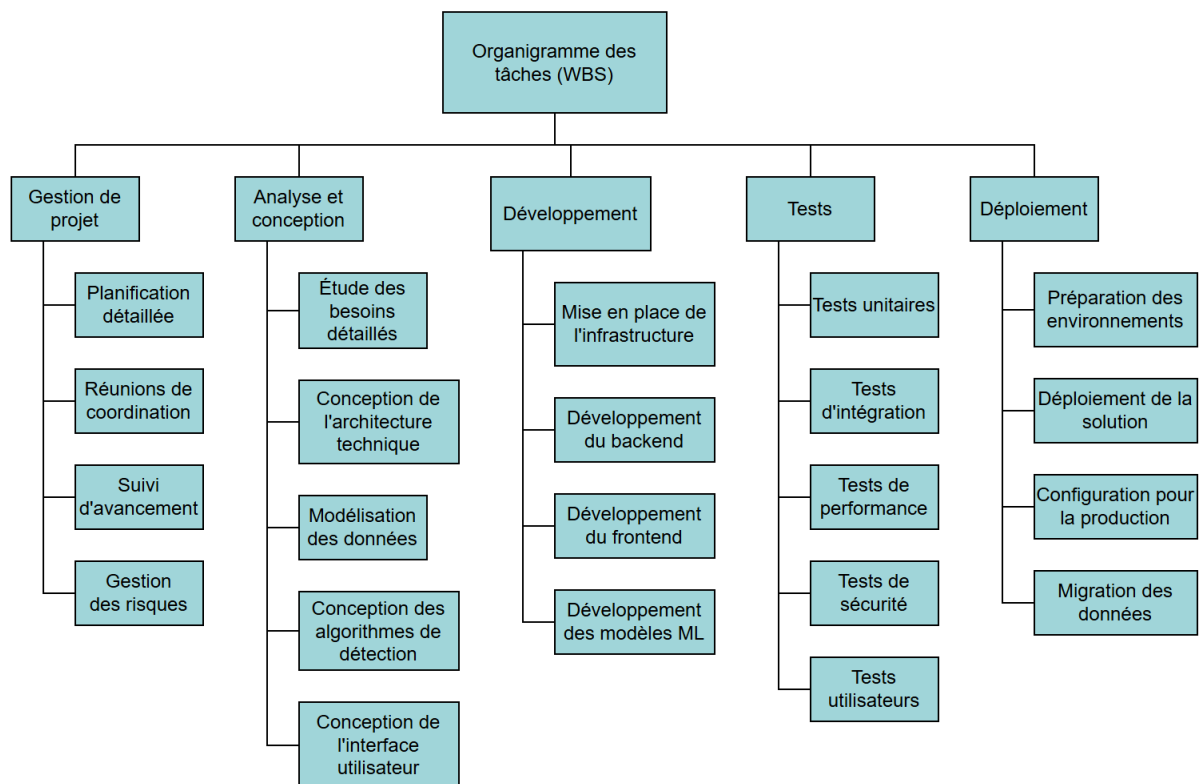 Organigramme des
tâches (WBS)
Gestion de
projet
Planification
détaillée
Réunions de
coordination
Suivi
d'avancement
Gestion
des risques
Analyse et
conception
Étude des
besoins
détaillés
Conception de
l'architecture
technique
Modélisation
des données
Conception des
algorithmes de
détection
Conception de
l'interface
utilisateur
Développement
Mise en place de
l'infrastructure
Développement
du backend
Développement
du frontend
Développement
des modèles ML
Tests
Tests unitaires
Tests
d'intégration
Tests de
performance
Tests de
sécurité
Tests
utilisateurs
Déploiement
Préparation des
environnements
Déploiement de la
solution
Configuration pour
la production
Migration des
données